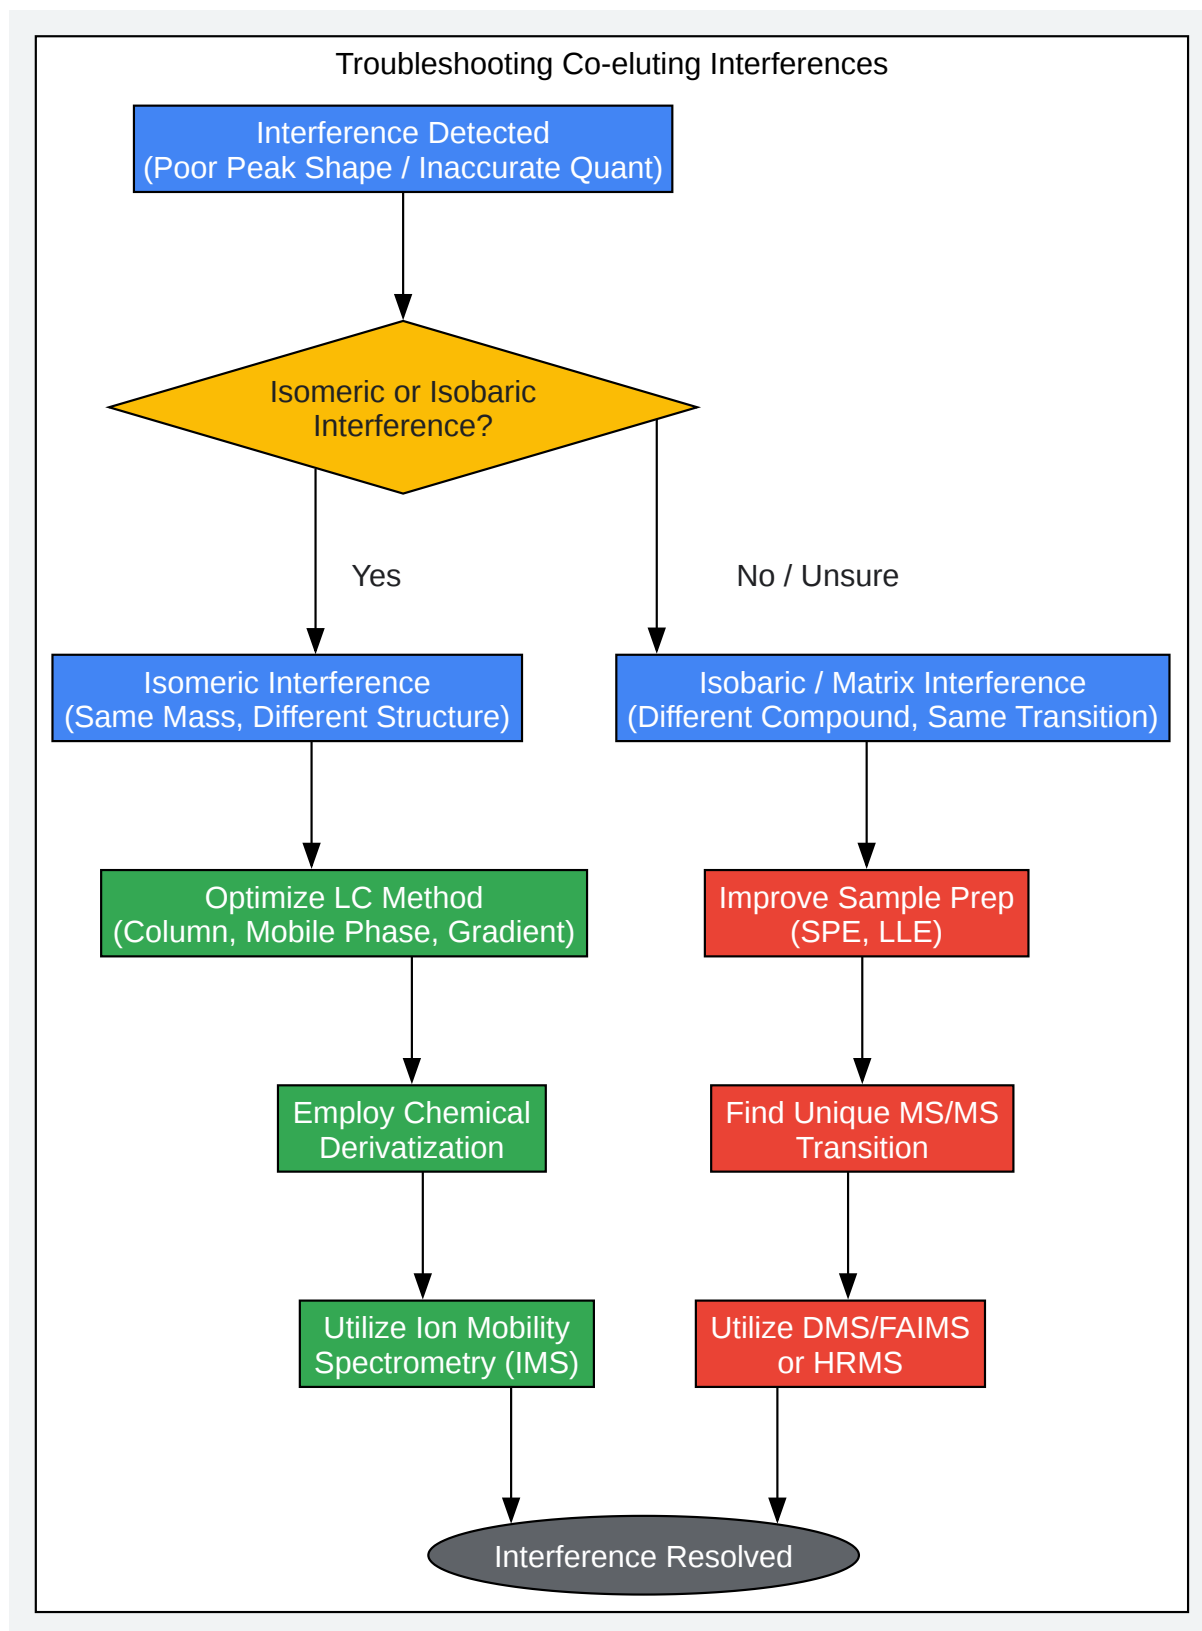 Troubleshooting Co-eluting Interferences
Interference Detected
(Poor Peak Shape / Inaccurate Quant)
Isomeric or Isobaric
Interference?
Yes
No / Unsure
Isomeric Interference
(Same Mass, Different Structure)
Isobaric / Matrix Interference
(Different Compound, Same Transition)
Optimize LC Method
(Column, Mobile Phase, Gradient)
Improve Sample Prep
(SPE, LLE)
Employ Chemical
Derivatization
Find Unique MS/MS
Transition
Utilize Ion Mobility
Spectrometry (IMS)
Utilize DMS/FAIMS
or HRMS
Interference Resolved